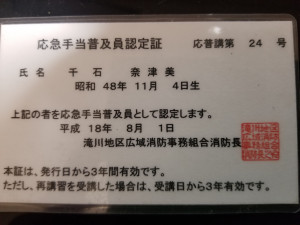 応急手当普及員認定証 応普講第 24 号
氏名 千石 奈津美
昭和 48年 11月 4日生
上記の者を応急手当普及員として認定します。
平成 18年 8月 1日
滝川地区広域消防事務組合消防長
本証は、発行日から3年間有効です。
ただし、再講習を受講した場合は、受講日から3年有効です。